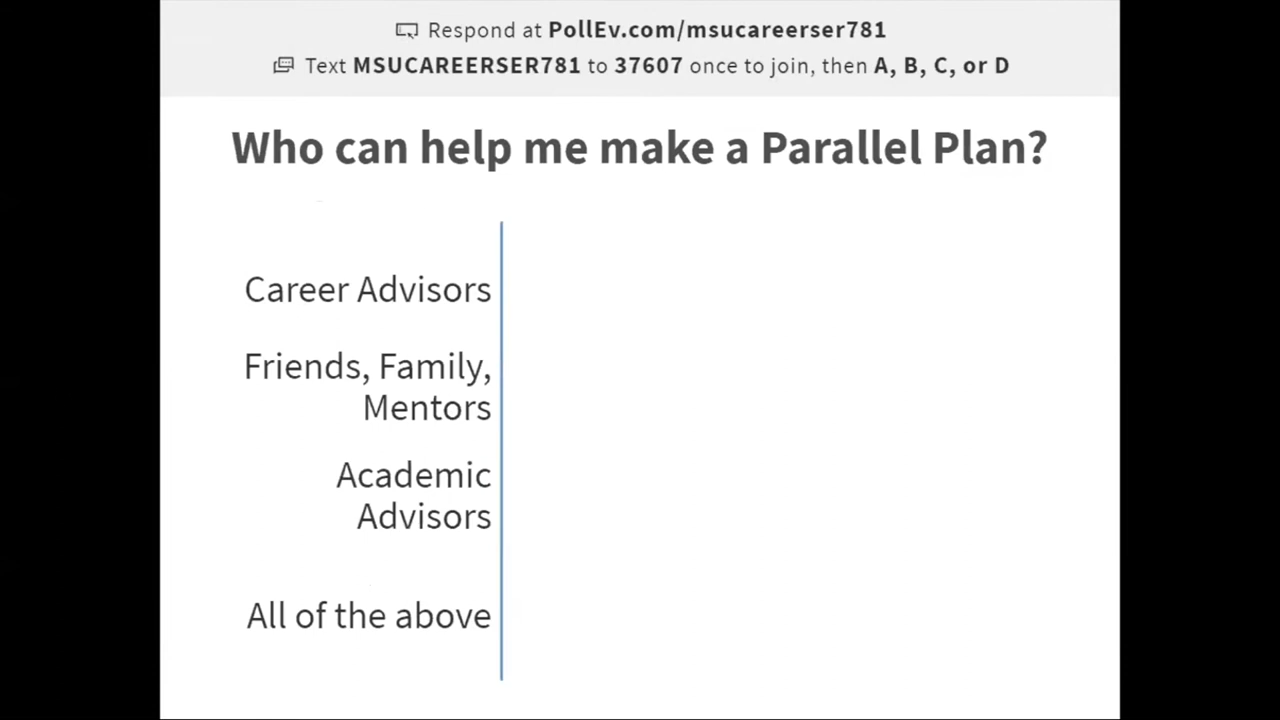 Respond at PollEv.com/msucareerser781
Text MSUCAREERSER781 to 37607 once to join, then A, B, C, or D
Who can help me make a Parallel Plan?
Career Advisors
Friends, Family,
Mentors
Academic
Advisors
All of the above